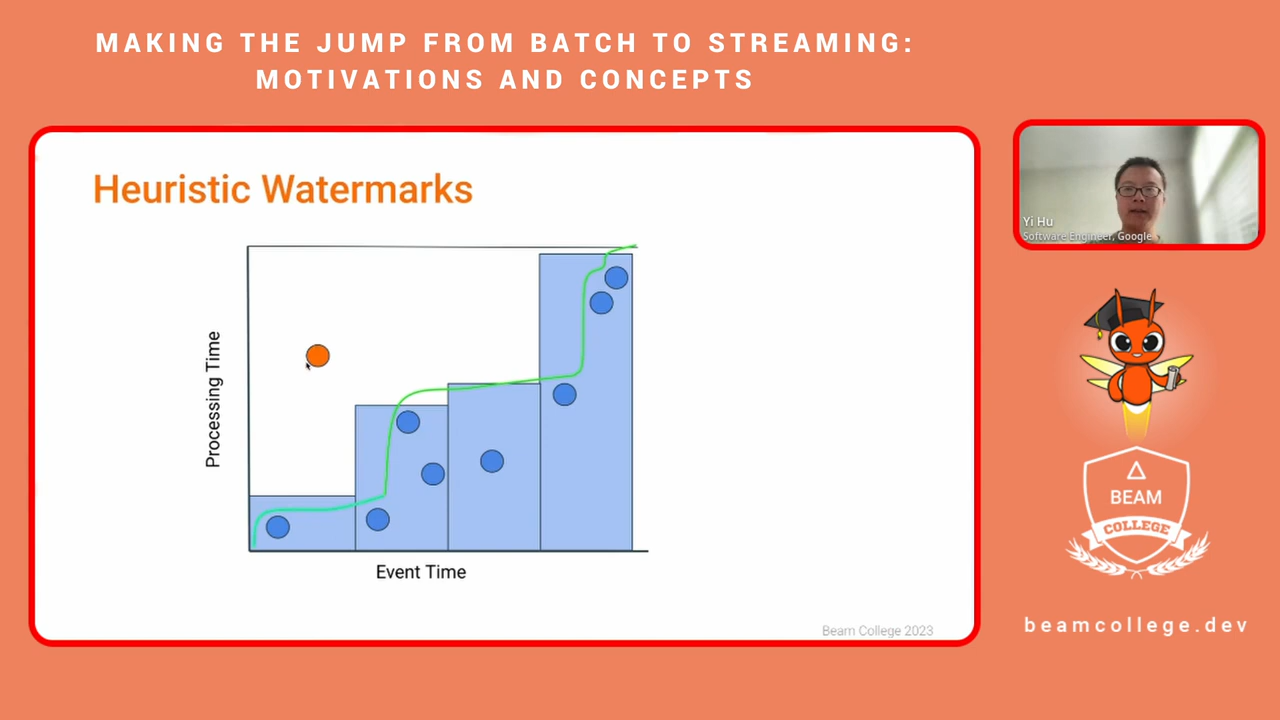 MAKING THE JUMP FROM BATCH TO STREAMING:
MOTIVATIONS AND CONCEPTS
Heuristic Watermarks
Processing Time
Event Time
Beam College 2023
Yi Hu
Software Engineer, Google
BEAM
COLLEGE
beamcollege.dev